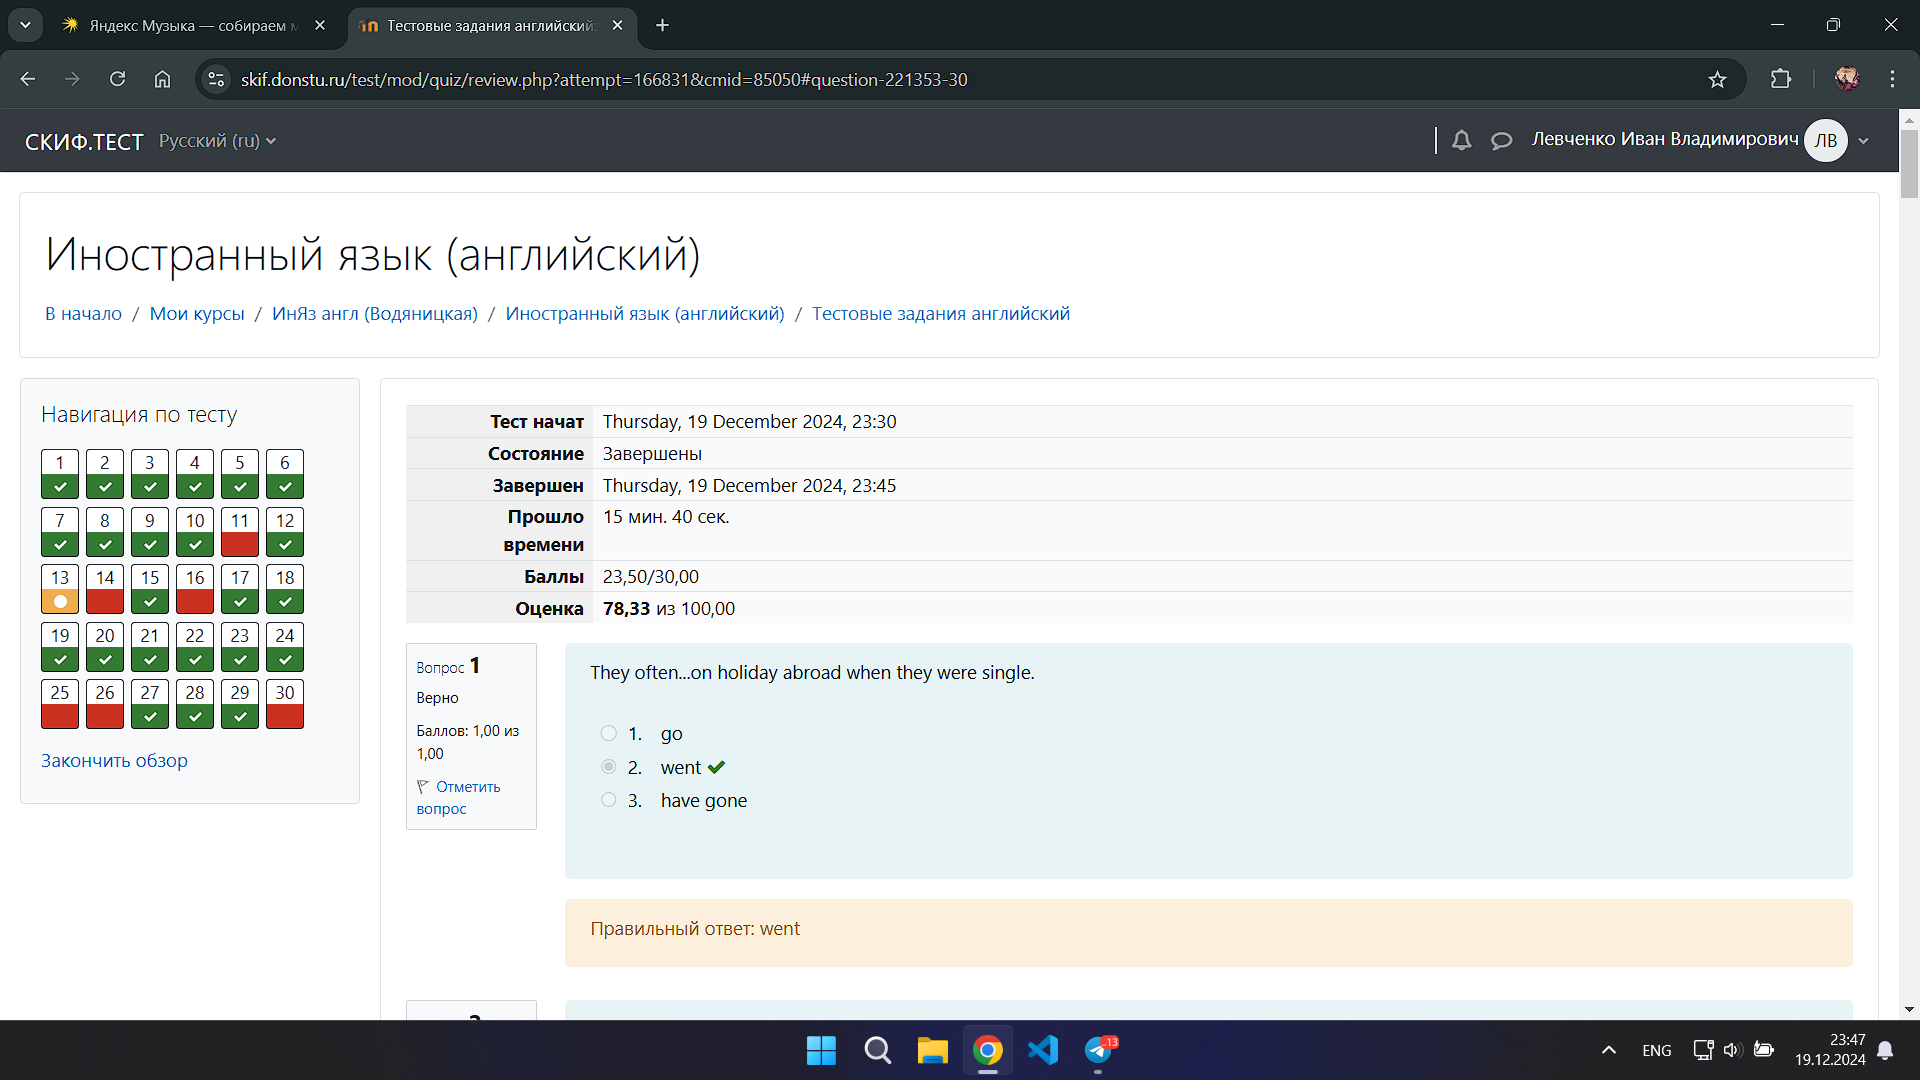 Яндекс Музыка — собираем м
Тестовые задания английский:
skif.donstu.ru/test/mod/quiz/review.php?attempt=166831&cmid=85050#question-221353-30
СКИФ.ТЕСТ Русский (ru)
Левченко Иван Владимирович ЛВ
Иностранный язык (английский)
В начало / Мои курсы / ИнЯз англ (Водяницкая) / Иностранный язык (английский) / Тестовые задания английский
Навигация по тесту
1 2 3 4 5 6
7 8 9 10 11 12
13 14 15 16 17 18
19 20 21 22 23 24
25 26 27 28 29 30
Закончить обзор
Тест начат Thursday, 19 December 2024, 23:30
Состояние Завершены
Завершен Thursday, 19 December 2024, 23:45
Прошло времени 15 мин. 40 сек.
Баллы 23,50/30,00
Оценка 78,33 из 100,00
Вопрос 1
Верно
Баллов: 1,00 из
1,00
Отметить
вопрос
They often...on holiday abroad when they were single.
1. go
2. went
3. have gone
Правильный ответ: went
13
ENG
23:47
19.12.2024